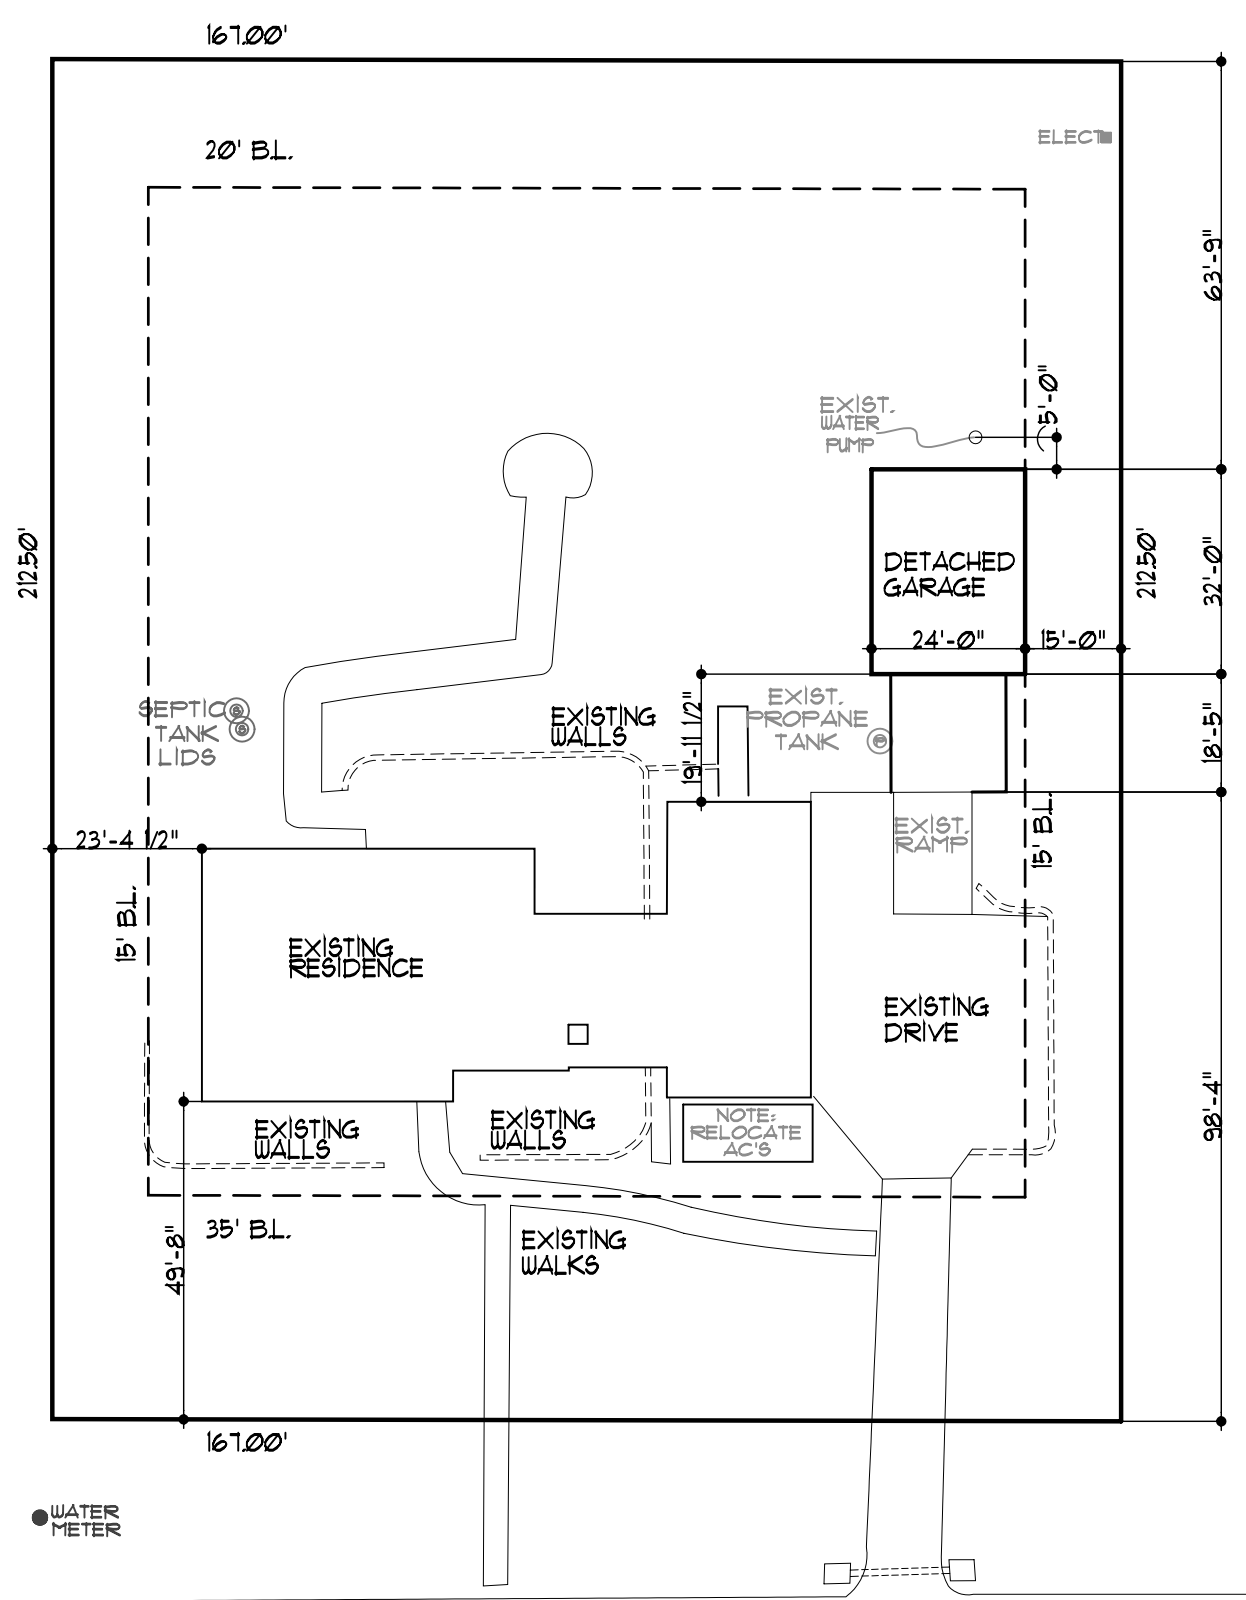 167.00'
20' B.L.
ELECT
63'-9"
5'-0"
EXIST.
WATER
PUMP
212.50'
DETACHED
GARAGE
212.50'
32'-0"
24'-0"
15'-0"
SEPTIC
TANK
LIDS
EXISTING
WALLS
19'-11 1/2"
EXIST.
PROPANE
TANK
P
18'-5"
S
S
23'-4 1/2"
EXIST.
RAMP
15' B.L.
15' B.L.
EXISTING
RESIDENCE
EXISTING
DRIVE
98'-4"
EXISTING
WALLS
EXISTING
WALLS
NOTE:
RELOCATE
AC'S
35' B.L.
49'-8"
EXISTING
WALKS
167.00'
WATER
METER